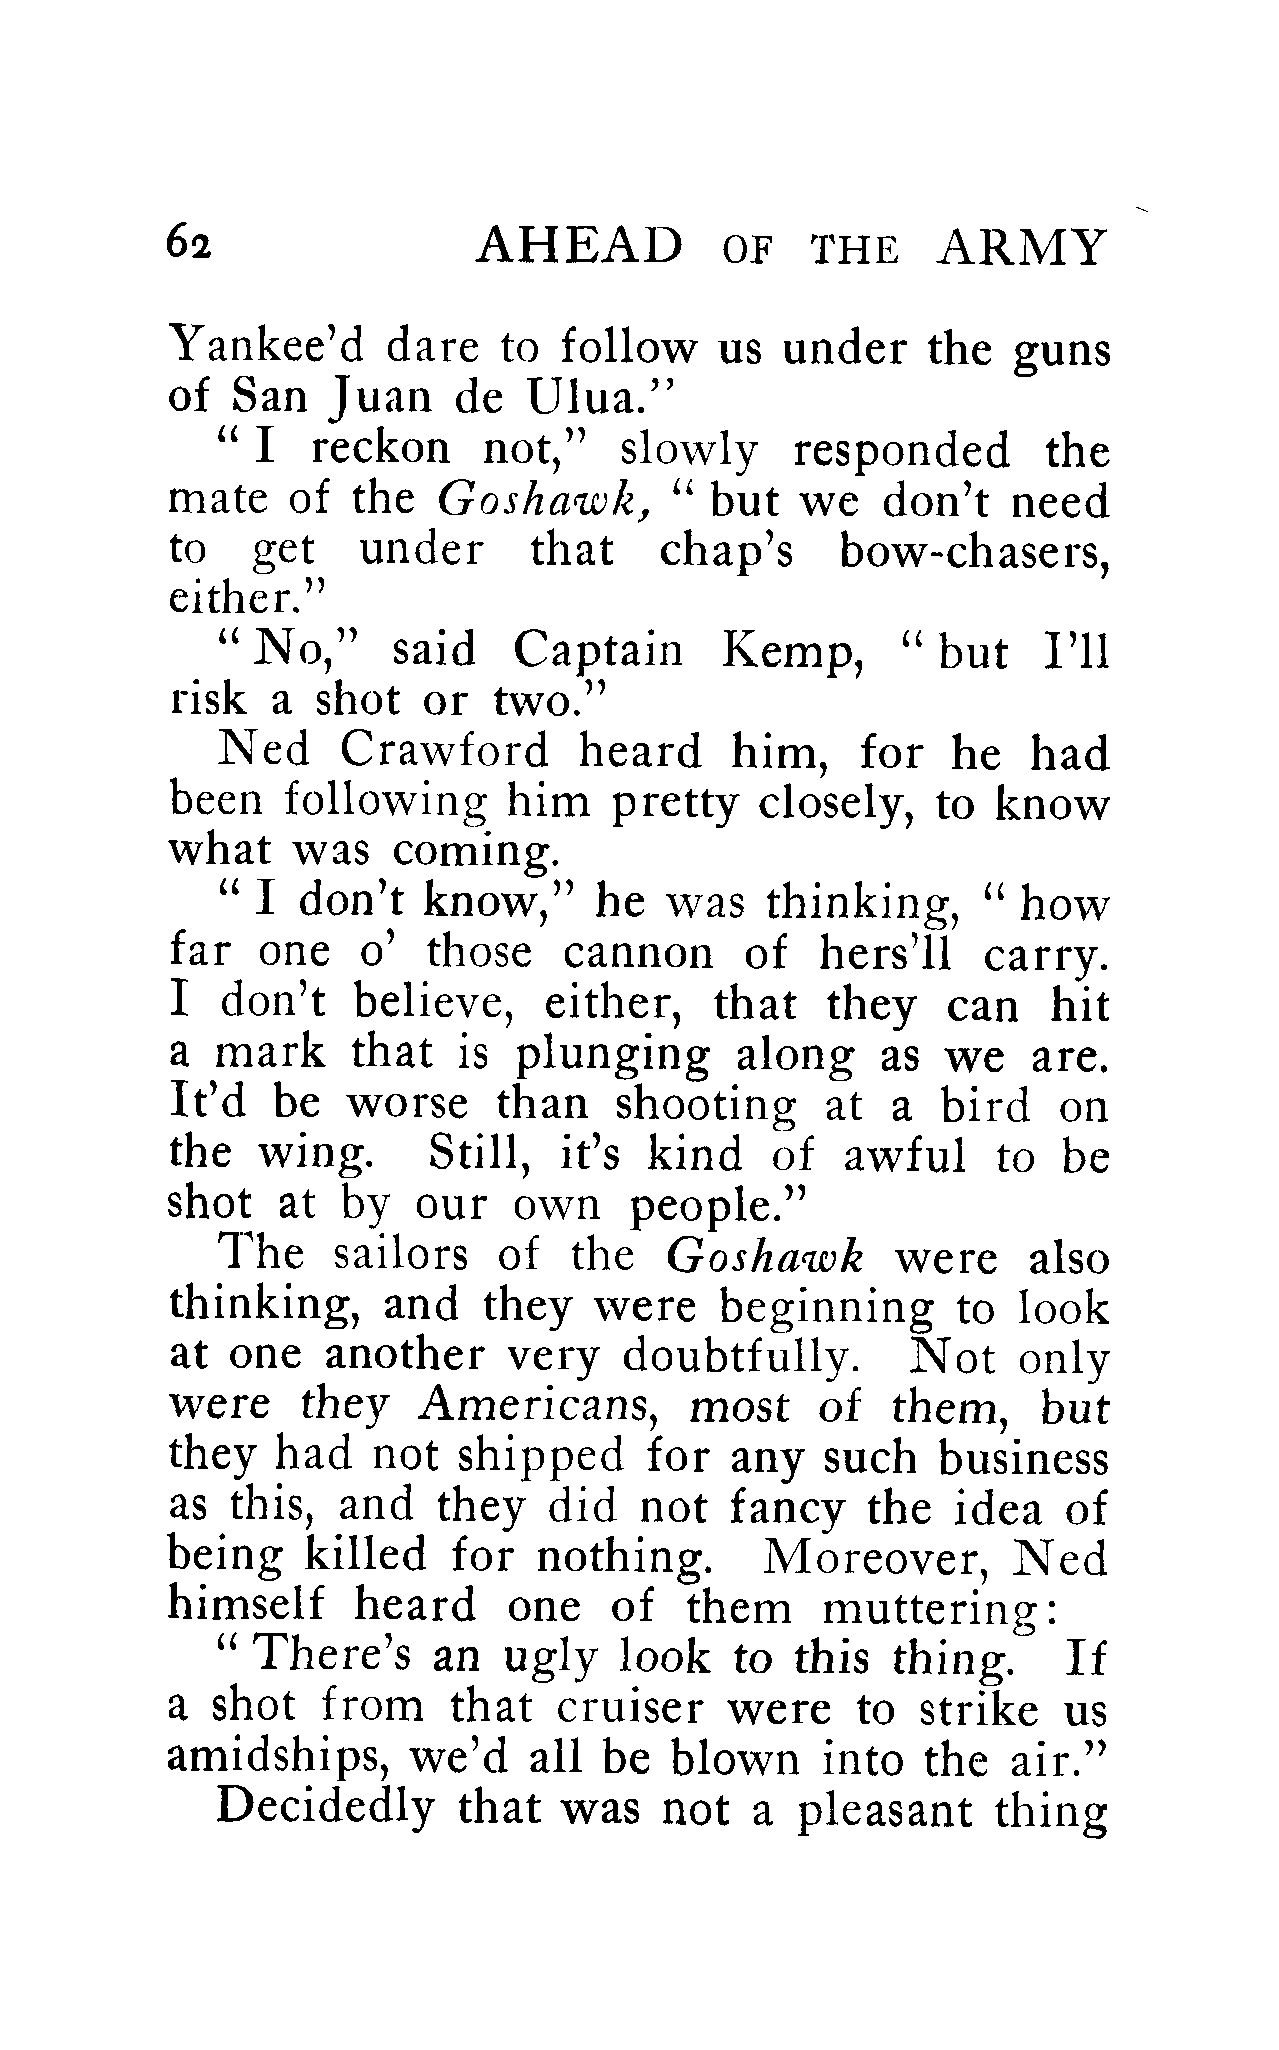 62 AHEAD OF THE ARMY
Yankee'd dare to follow us under the guns
of San Juan de Ulua."
"I reckon not," slowly responded the
mate of the Goshawk, "but we don't need
to get under that chap's bow-chasers,
either."
"No," said Captain Kemp, "but I'll
risk a shot or two."
Ned Crawford heard him, for he had
been following him pretty closely, to know
what was coming.
"I don't know," he was thinking, "how
far one o' those cannon of hers'll carry.
I don't believe, either, that they can hit
a mark that is plunging along as we are.
It'd be worse than shooting at a bird on
the wing. Still, it's kind of awful to be
shot at by our own people."
The sailors of the Goshawk were also
thinking, and they were beginning to look
at one another very doubtfully. Not only
were they Americans, most of them, but
they had not shipped for any such business
as this, and they did not fancy the idea of
being killed for nothing. Moreover, Ned
himself heard one of them muttering:
"There's an ugly look to this thing. If
a shot from that cruiser were to strike us
amidships, we'd all be blown into the air."
Decidedly that was not a pleasant thing